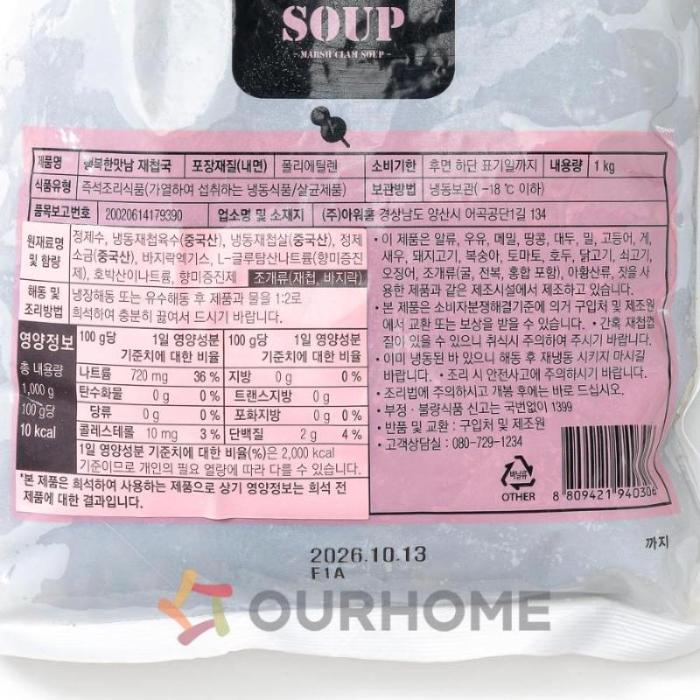 SOUP
- MARSH CLAM SOUP -
제품명 행복한맛남 재첩국 포장재질(내면) 폴리에틸렌 소비기한 후면 하단 표기일까지 내용량 1 kg
식품유형 즉석조리식품(가열하여 섭취하는 냉동식품/살균제품) 보관방법 냉동보관( -18 ℃ 이하)
품목보고번호 20020614179390 업소명 및 소재지 (주)아워홈 경상남도 양산시 어곡공단1길 134
원재료명 및 함량
정제수, 냉동재첩육수(중국산), 냉동재첩살(중국산), 정제
소금(중국산), 바지락엑기스, L-글루탐산나트륨(향미증진
제), 호박산이나트륨, 향미증진제 조개류(재첩, 바지락)
해동 및 조리방법
냉장해동 또는 유수해동 후 제품과 물을 1:2로
희석하여 충분히 끓여서 드시기 바랍니다.
영양정보
총 내용량
1,000 g
100 g당
10 kcal
100 g당 1일 영양성분 기준치에 대한 비율 100 g당 1일 영양성분 기준치에 대한 비율
나트륨 720 mg 36 % 지방 0 g 0 %
탄수화물 0 g 0 % 트랜스지방 0 g
당류 0 g 0 % 포화지방 0 g 0 %
콜레스테롤 10 mg 3 % 단백질 2 g 4 %
1일 영양성분 기준치에 대한 비율(%)은 2,000 kcal
기준이므로 개인의 필요 열량에 따라 다를 수 있습니다.
*본 제품은 희석하여 사용하는 제품으로 상기 영양정보는 희석 전
제품에 대한 결과입니다.
• 이 제품은 알류, 우유, 메밀, 땅콩, 대두, 밀, 고등어, 게,
새우, 돼지고기, 복숭아, 토마토, 호두, 닭고기, 쇠고기,
오징어, 조개류(굴, 전복, 홍합 포함), 아황산류, 잣을 사
용한 제품과 같은 제조시설에서 제조하고 있습니다.
• 본 제품은 소비자분쟁해결기준에 의거 구입처 및 제조원
에서 교환 또는 보상을 받을 수 있습니다. • 간혹 재첩껍
질이 있을 수 있으니 취식시 주의하여 주시기 바랍니다.
• 이미 냉동된 바 있으니 해동 후 재냉동 시키지 마시길
바랍니다. • 조리 시 안전사고에 주의하시기 바랍니다.
• 조리법에 주의하시고 개봉 후에는 바로 드십시오.
• 부정 · 불량식품 신고는 국번없이 1399
• 반품 및 교환 : 구입처 및 제조원
• 고객상담실 : 080-729-1234
비닐류
OTHER
8 809421 940306
2026.10.13
까지
F1A
OURHOME